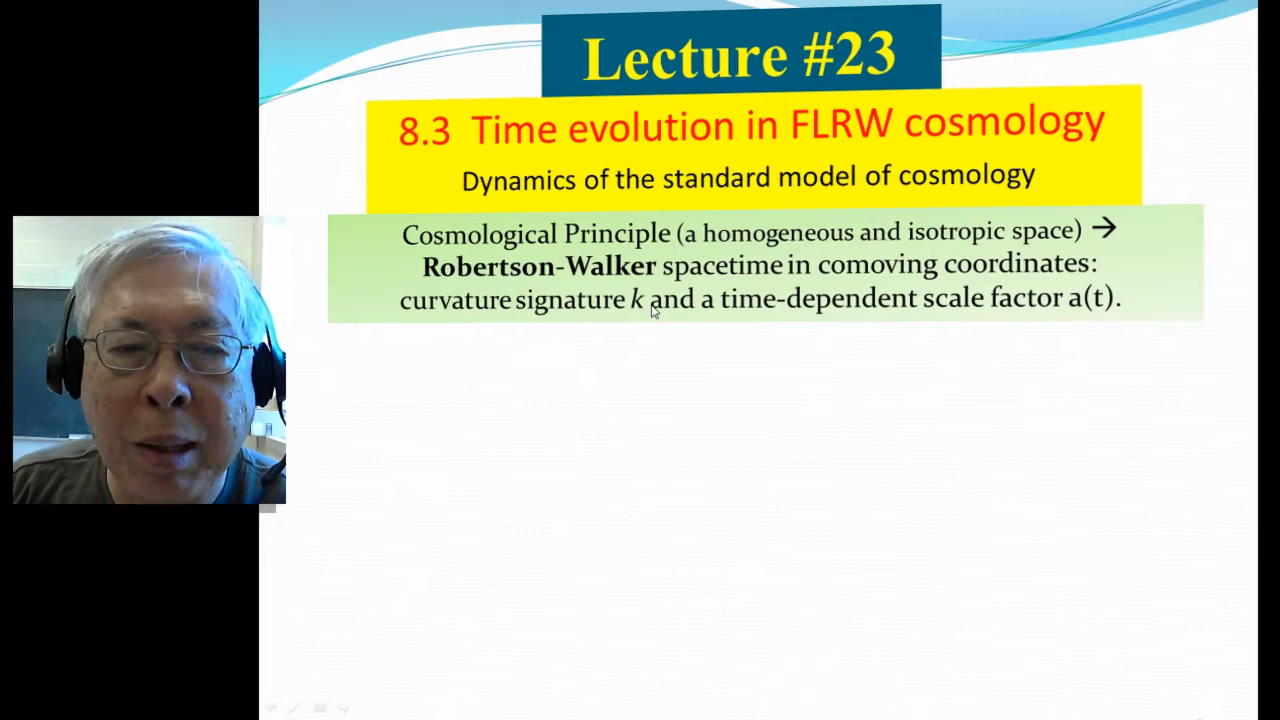 Lecture #23
8.3 Time evolution in FLRW cosmology
Dynamics of the standard model of cosmology
Cosmological Principle (a homogeneous and isotropic space) →
Robertson-Walker spacetime in comoving coordinates:
curvature signature k and a time-dependent scale factor a(t).